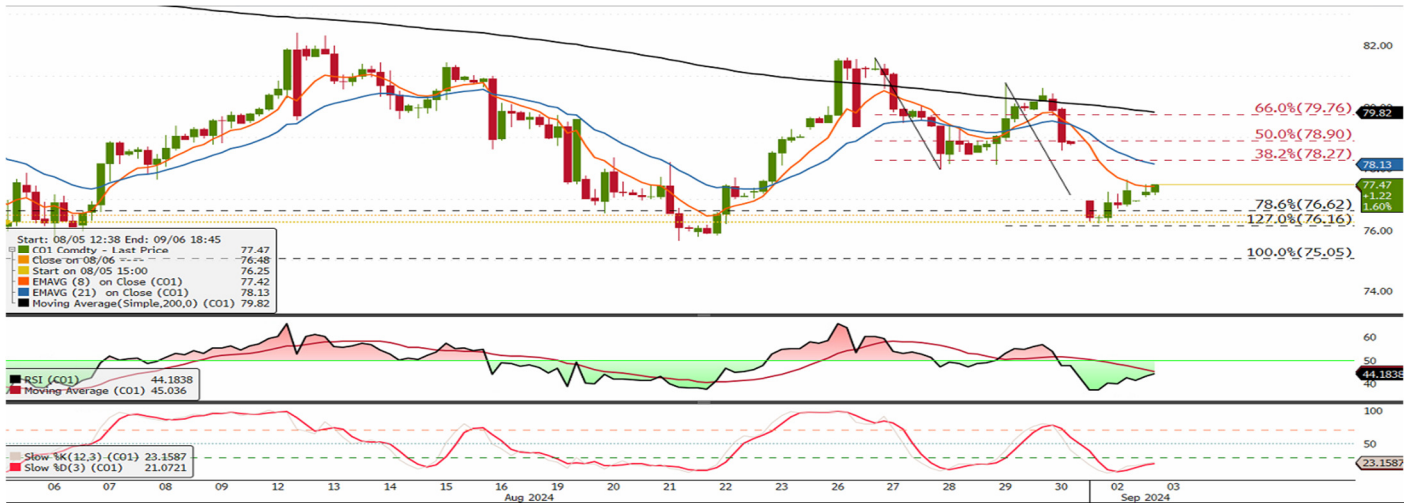 82.00
80.00
66.0%(79.76)
79.82
50.0%(78.90)
38.2%(78.27)
78.13
77.47
1.22
1.60%
78.6%(76.62)
127.0%(76.16)
76.00
100.0%(75.05)
74.00
Start: 08/05 12:38 End: 09/06 18:45
CO1 Comdty - Last Price 77.47
Close on 08/06 ---- 76.48
Start on 08/05 15:00 76.25
EMAVG (8) on Close (CO1) 77.42
EMAVG (21) on Close (CO1) 78.13
Moving Average(Simple,200,0) (CO1) 79.82
60
50
40
44.1838
RSI (CO1) 44.1838
Moving Average (CO1) 45.036
100
50
23.1587
Slow %K(12,3) (CO1) 23.1587
Slow %D(3) (CO1) 21.0721
06 07 08 09 12 13 14 15 16 19 20 21 22 23 26 27 28 29 30 02 03
Aug 2024 Sep 2024